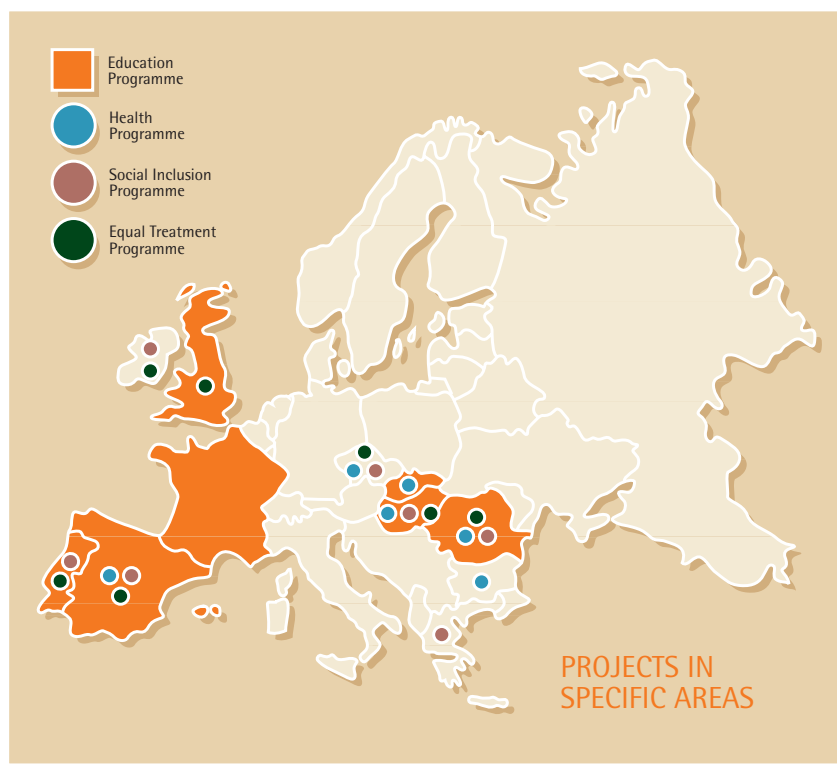 Education
Programme
Health
Programme
Social Inclusion
Programme
Equal Treatment
Programme
PROJECTS IN
SPECIFIC AREAS